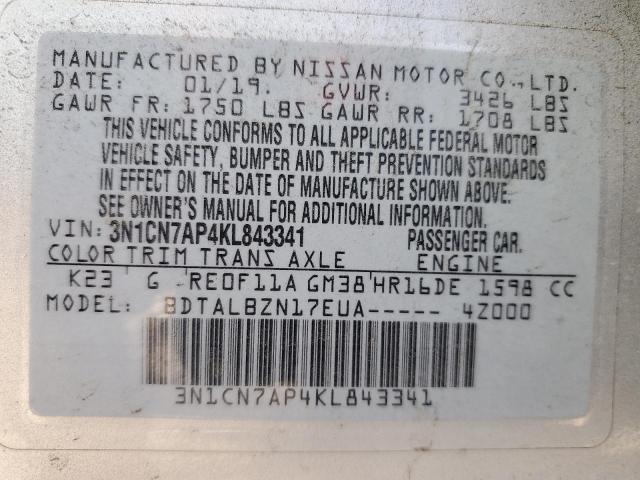 MANUFACTURED BY NISSAN MOTOR CO., LTD.
DATE: 01/19. GVWR: 3426 LBS
GAWR FR: 1750 LBS GAWR RR: 1708 LBS
THIS VEHICLE CONFORMS TO ALL APPLICABLE FEDERAL MOTOR
VEHICLE SAFETY, BUMPER AND THEFT PREVENTION STANDARDS
IN EFFECT ON THE DATE OF MANUFACTURE SHOWN ABOVE.
SEE OWNER'S MANUAL FOR ADDITIONAL INFORMATION.
VIN: 3N1CN7AP4KL843341 PASSENGER CAR.
COLOR TRIM TRANS AXLE ENGINE
K23 G RE0F11A GM38 HR16DE 1598 CC
MODEL: BDTALBZN17EUA----- 4Z000
3N1CN7AP4KL843341